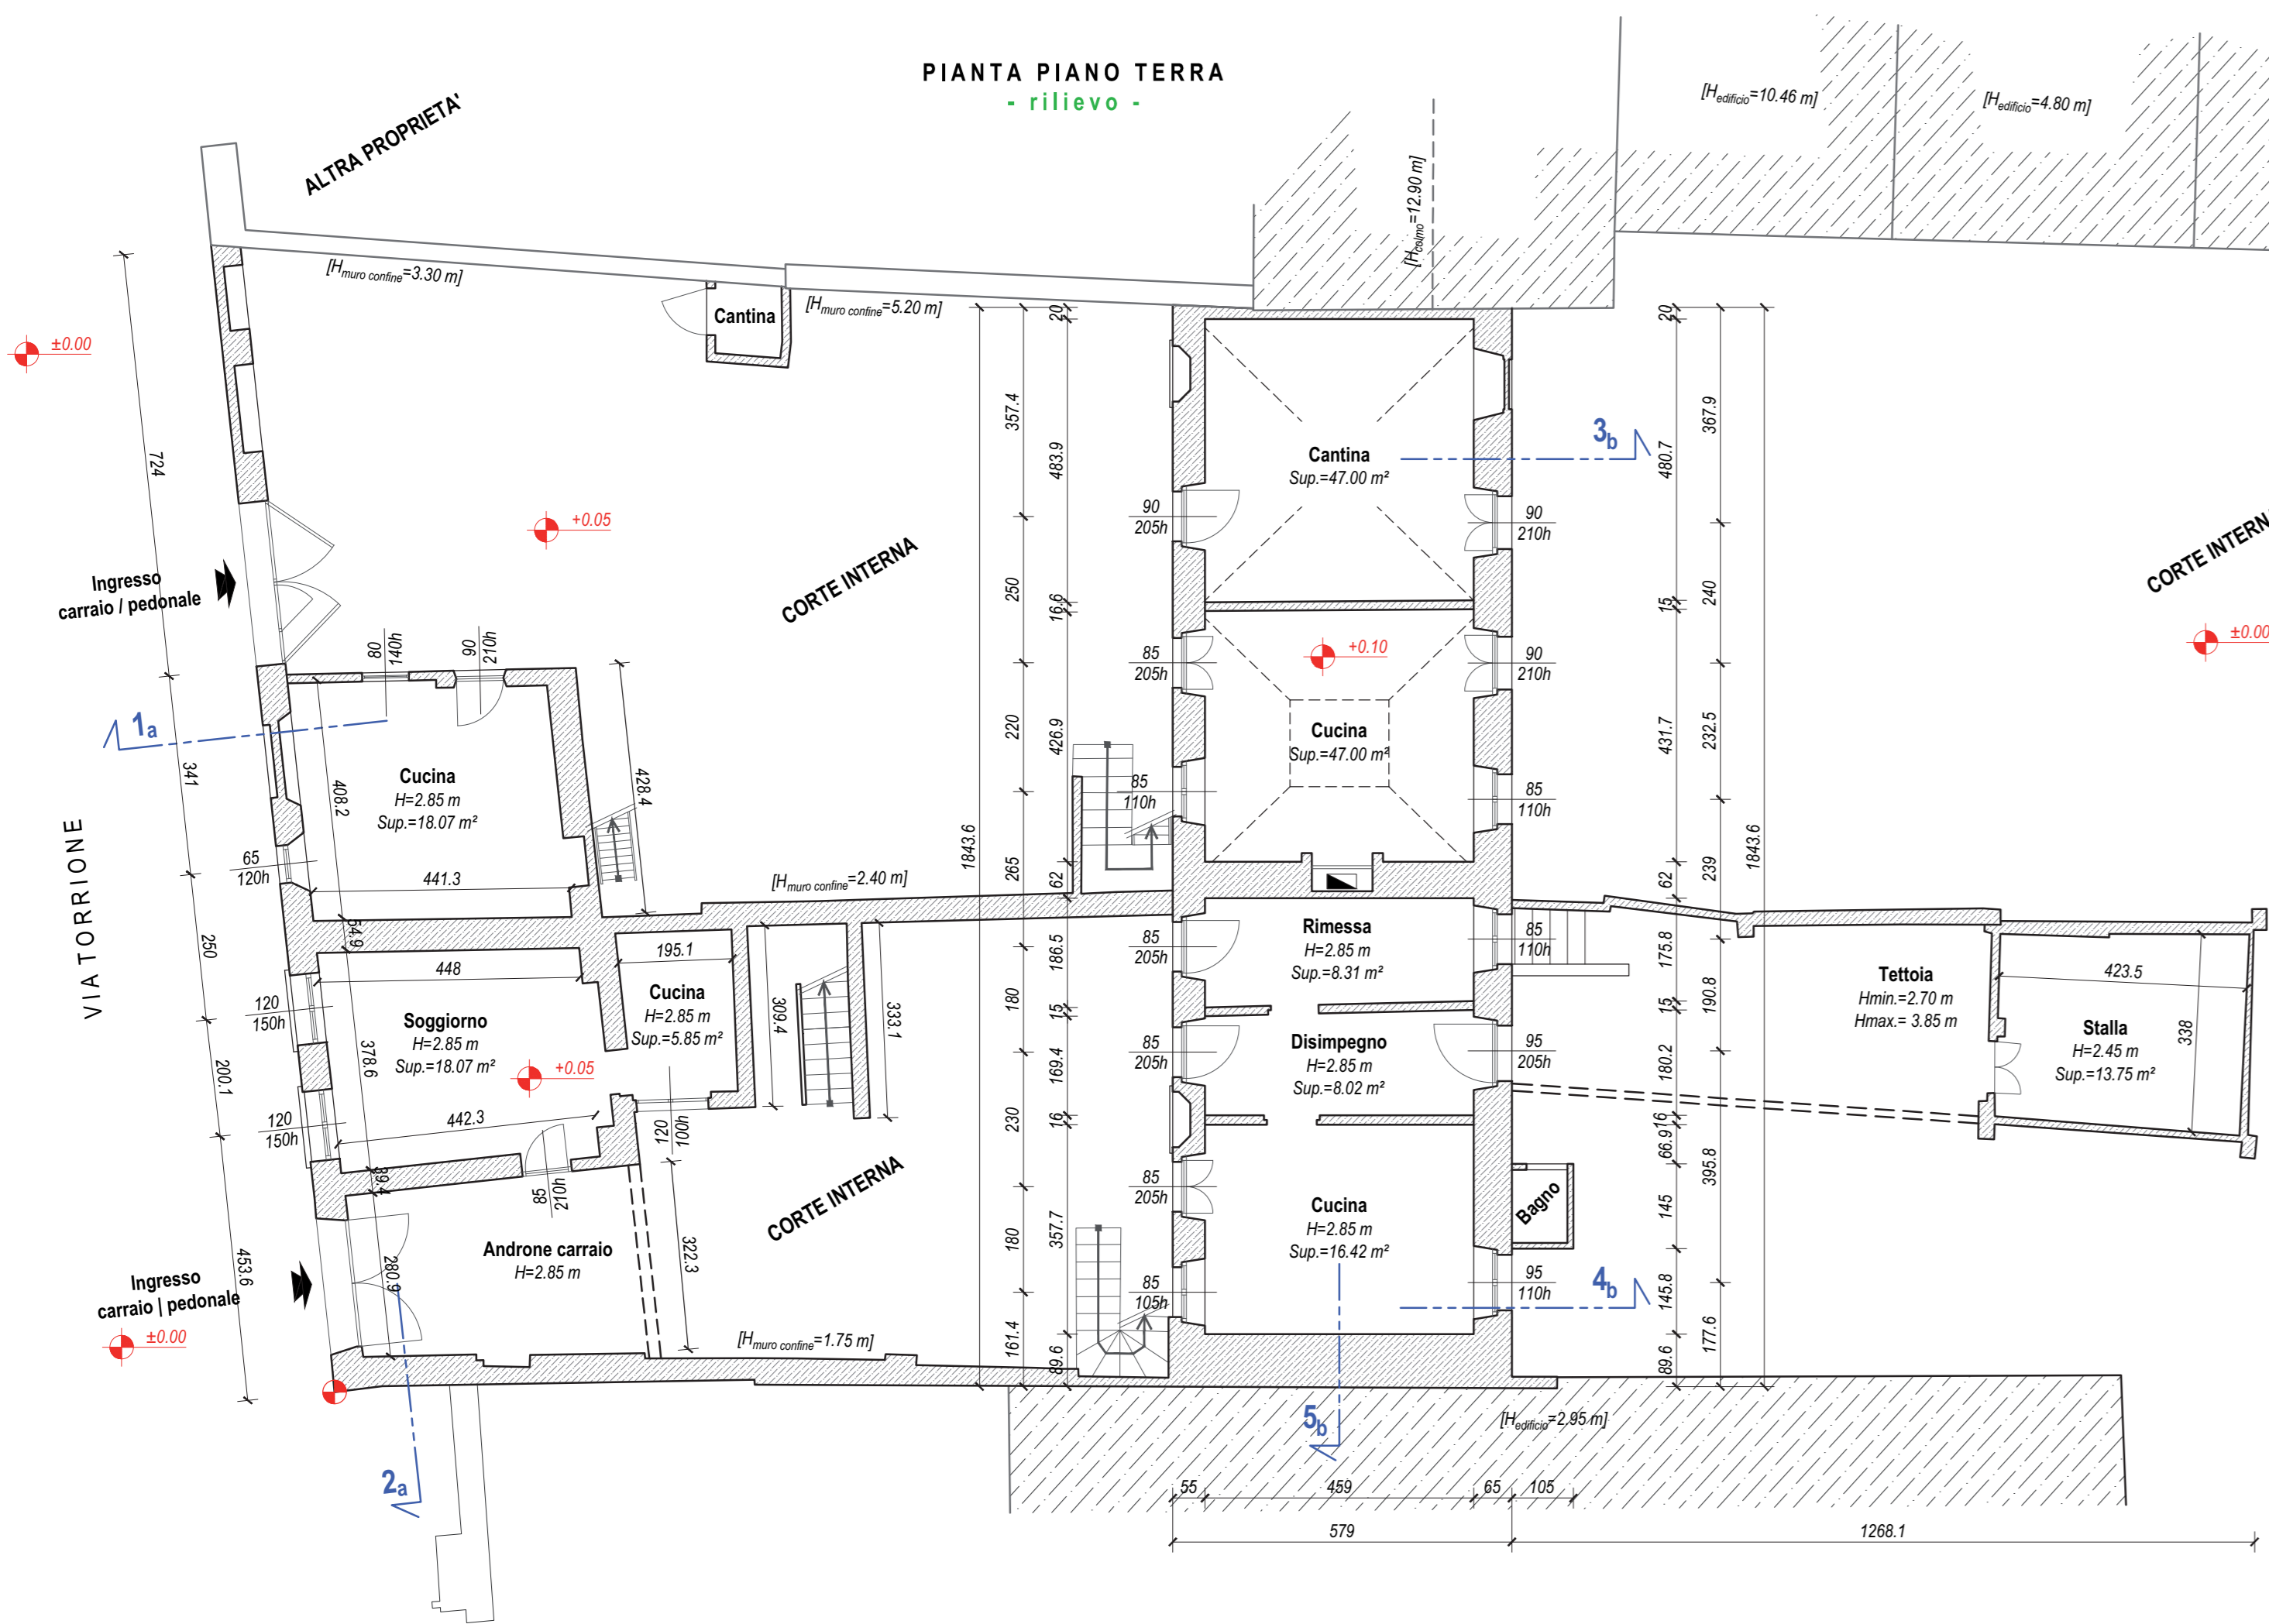 PIANTA PIANO TERRA
- rilievo -
ALTRA PROPRIETA'
[H edificio=10.46 m]
[H edificio=4.80 m]
[H colmo=12.90 m]
[H muro confine=3.30 m]
[H muro confine=5.20 m]
Cantina
±0.00
+0.05
724
Ingresso
carraio / pedonale
CORTE INTERNA
CORTE INTERNA
±0.00
20
357.4
483.9
250
16.6
220
426.9
1843.6
265
62
186.5
180
15
169.4
230
16
357.7
180
161.4
89.6
Cantina
Sup.=47.00 m²
3b
90
205h
90
210h
85
205h
90
210h
+0.10
Cucina
Sup.=47.00 m²
85
110h
85
110h
20
367.9
480.7
240
15
232.5
431.7
1843.6
239
62
175.8
190.8
15
180.2
16
66.9
395.8
145
145.8
177.6
89.6
80
140h
90
210h
1a
341
Cucina
H=2.85 m
Sup.=18.07 m²
408.2
428.4
65
120h
441.3
VIA TORRIONE
[H muro confine=2.40 m]
250
54.9
448
195.1
120
150h
Soggiorno
H=2.85 m
Sup.=18.07 m²
378.6
+0.05
Cucina
H=2.85 m
Sup.=5.85 m²
309.4
333.1
200.1
120
150h
442.3
120
100h
39.4
85
210h
453.6
Androne carraio
H=2.85 m
280.9
322.3
CORTE INTERNA
Ingresso
carraio | pedonale
±0.00
[H muro confine=1.75 m]
2a
85
205h
Rimessa
H=2.85 m
Sup.=8.31 m²
85
110h
85
205h
Disimpegno
H=2.85 m
Sup.=8.02 m²
95
205h
85
205h
Cucina
H=2.85 m
Sup.=16.42 m²
Bagno
85
105h
95
110h
4b
5b
Tettoia
Hmin.=2.70 m
Hmax.= 3.85 m
423.5
Stalla
H=2.45 m
Sup.=13.75 m²
338
[H edificio=2.95 m]
55
459
65
105
579
1268.1